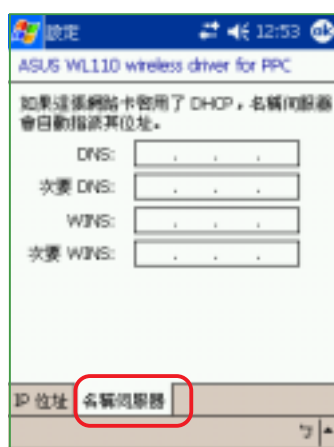 設定 12:53 ok
ASUS WL110 wireless driver for PPC
如果這張網路卡啓用了 DHCP，名稱伺服器
會自動指派其位址。
DNS:
次要 DNS:
WINS:
次要 WINS:
IP 位址 名稱伺服器
ㄅ